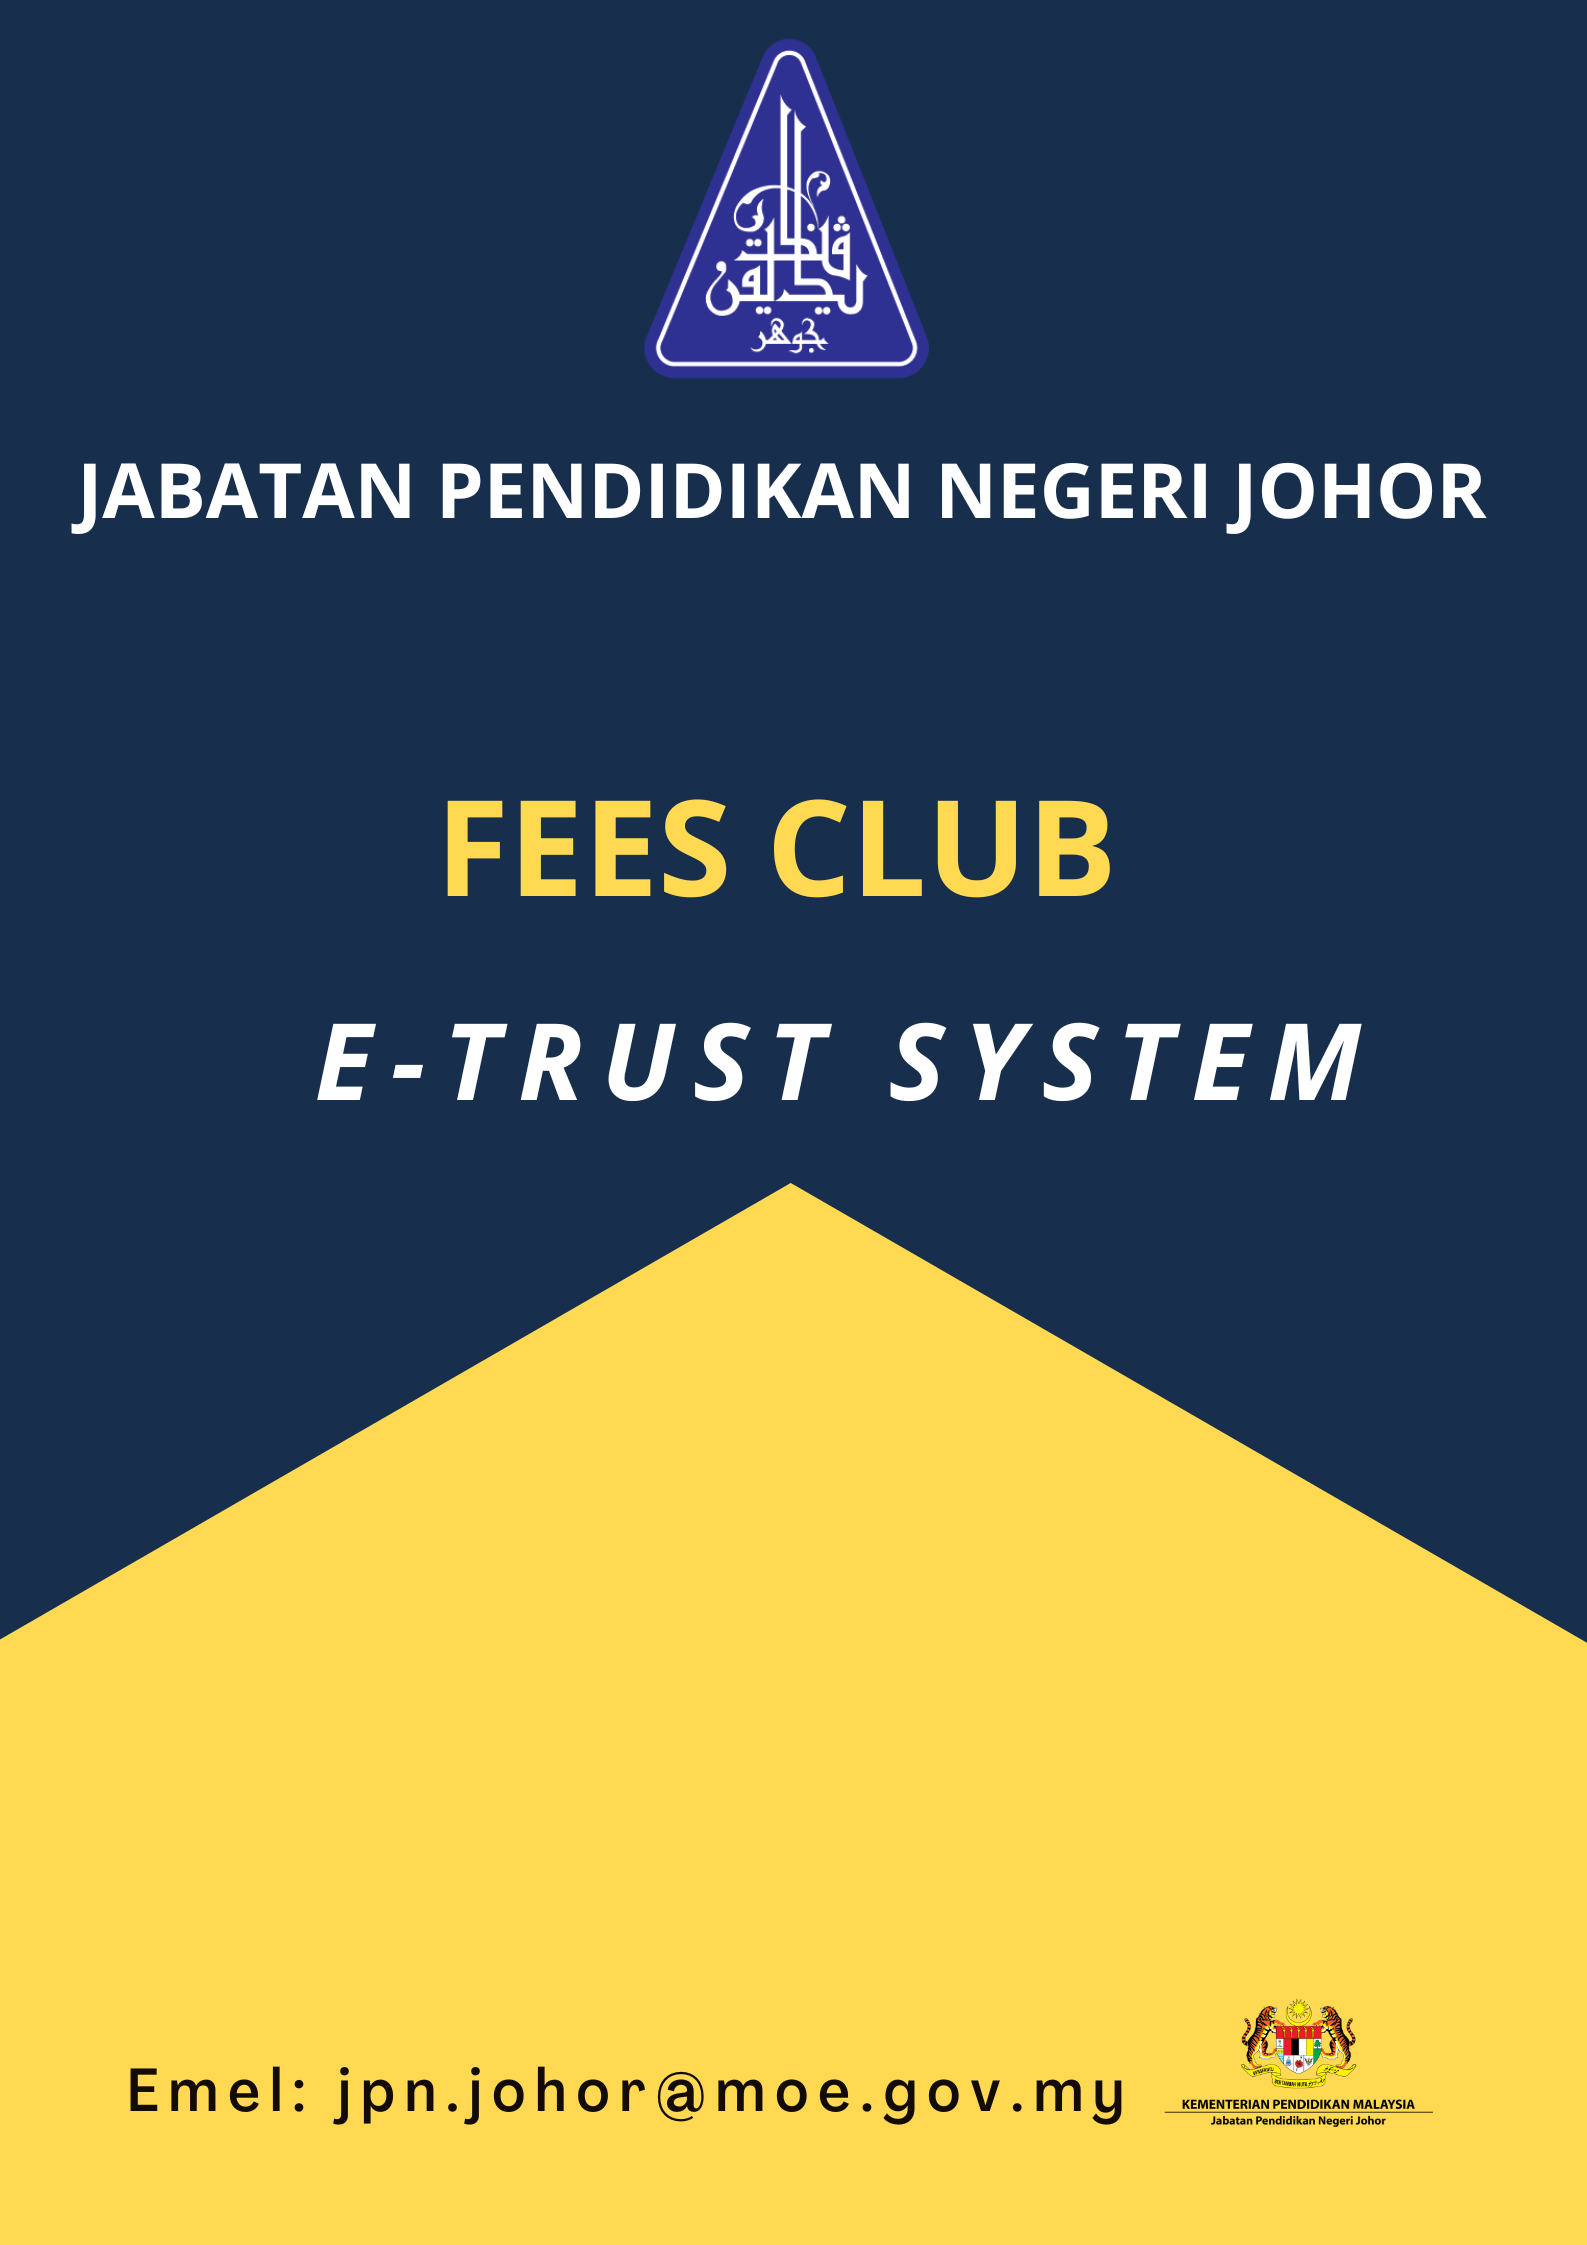 جوهر
JABATAN PENDIDIKAN NEGERI JOHOR
FEES CLUB
E-TRUST SYSTEM
Emel: jpn.johor@moe.gov.my
KEMENTERIAN PENDIDIKAN MALAYSIA
Jabatan Pendidikan Negeri Johor